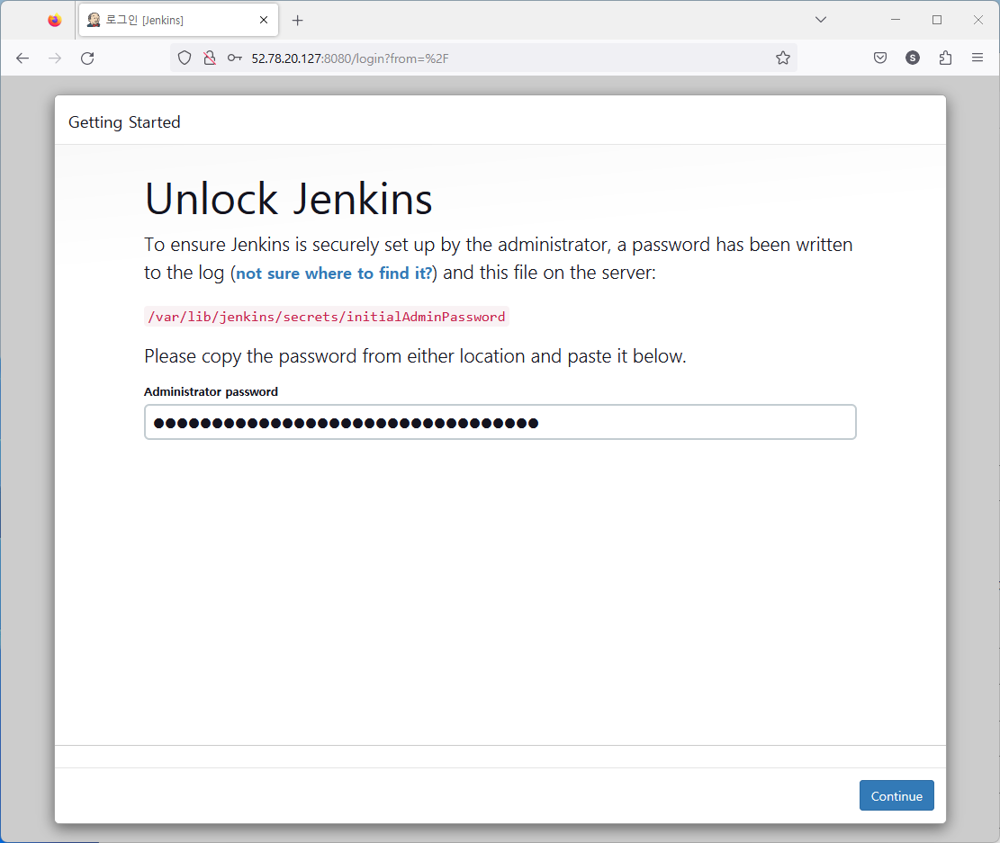 로그인 [Jenkins]
52.78.20.127:8080/login?from=%2F
S
Getting Started
Unlock Jenkins
To ensure Jenkins is securely set up by the administrator, a password has been written
to the log (not sure where to find it?) and this file on the server:
/var/lib/jenkins/secrets/initialAdminPassword
Please copy the password from either location and paste it below.
Administrator password
●●●●●●●●●●●●●●●●●●●●●●●●●●●●●●●●●
Continue